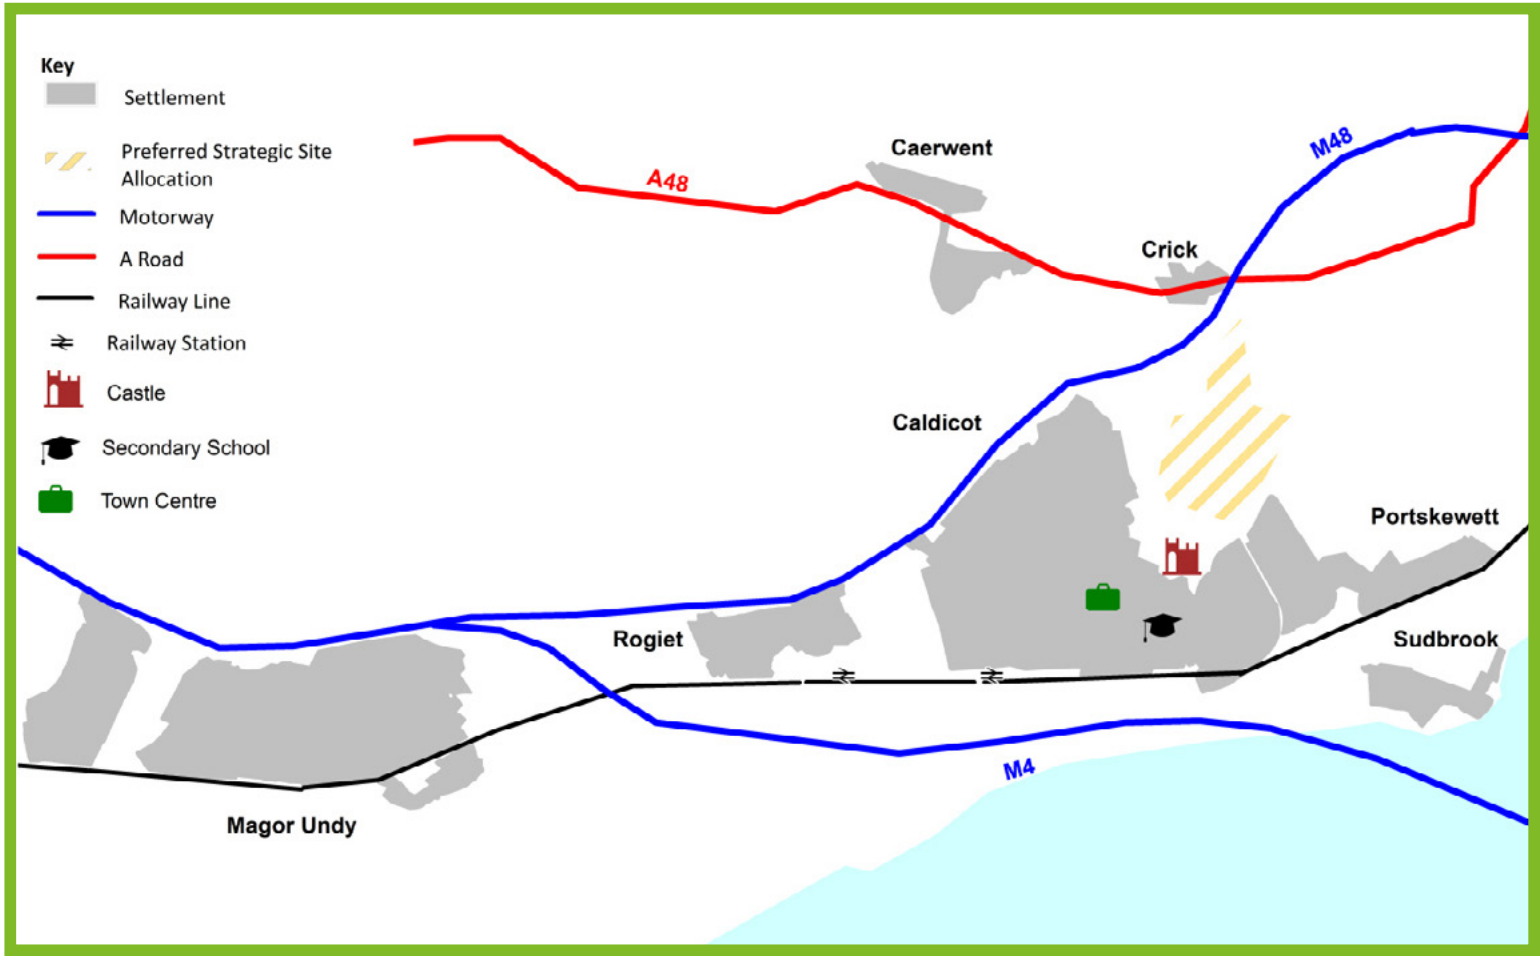 Key
Settlement
Preferred Strategic Site
Allocation
Motorway
A Road
Railway Line
Railway Station
Castle
Secondary School
Town Centre
Caerwent
M48
A48
Crick
Caldicot
Portskewett
Rogiet
Sudbrook
M4
Magor Undy